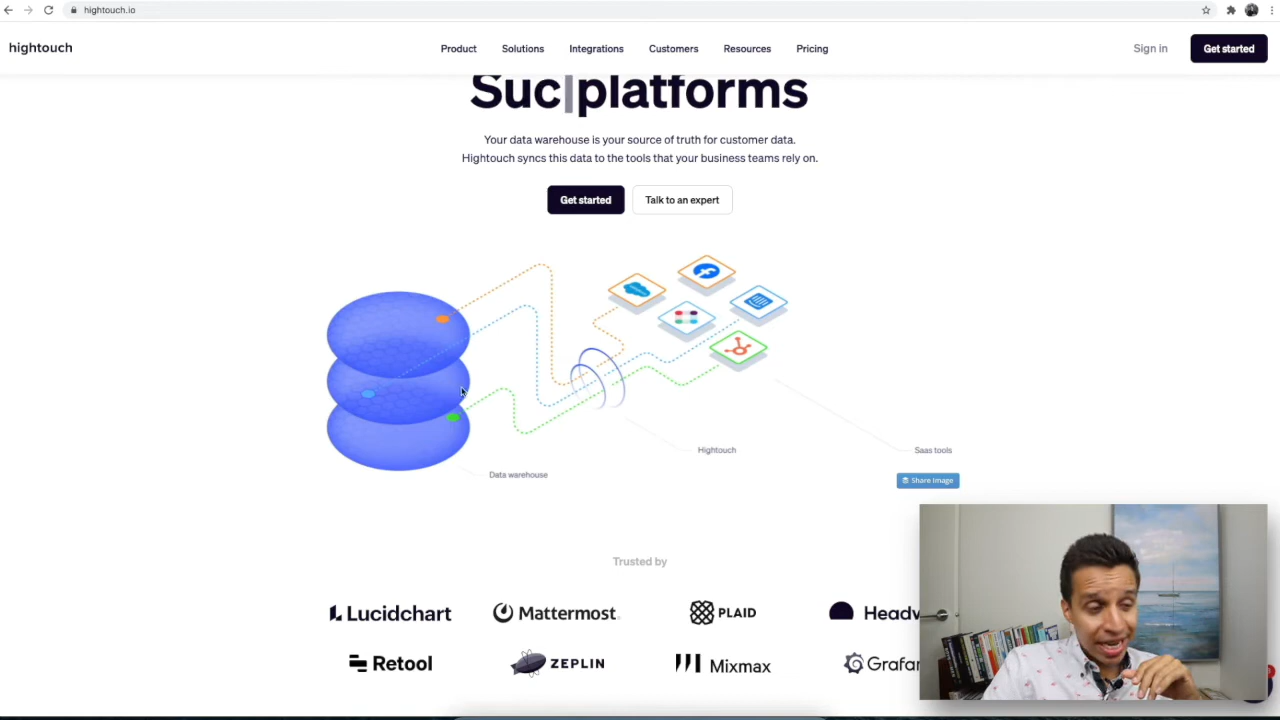 hightouch.io
hightouch
Product
Solutions
Integrations
Customers
Resources
Pricing
Sign in
Get started
Suc|platforms
Your data warehouse is your source of truth for customer data.
Hightouch syncs this data to the tools that your business teams rely on.
Get started
Talk to an expert
Hightouch
Saas tools
Data warehouse
Share Image
Trusted by
Lucidchart
Mattermost
PLAID
Headw
Retool
ZEPLIN
Mixmax
Grafan